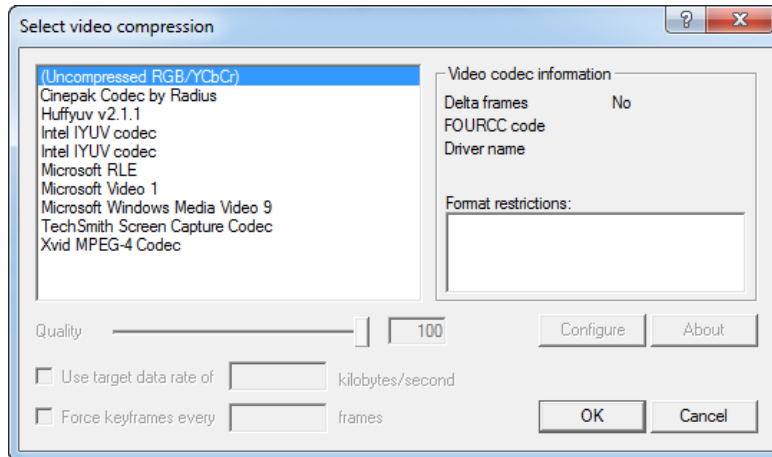 Select video compression
(Uncompressed RGB/YCbCr)
Cinepak Codec by Radius
Huffyuv v2.1.1
Intel IYUV codec
Intel IYUV codec
Microsoft RLE
Microsoft Video 1
Microsoft Windows Media Video 9
TechSmith Screen Capture Codec
Xvid MPEG-4 Codec
Video codec information
Delta frames No
FOURCC code
Driver name
Format restrictions:
Quality 100
Configure About
Use target data rate of kilobytes/second
Force keyframes every frames
OK Cancel